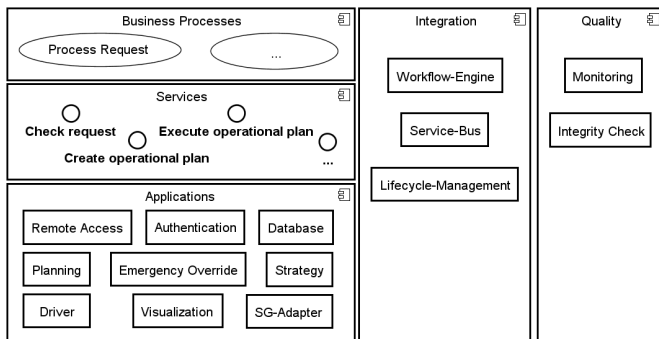 Business Processes
Process Request
...
Services
Check request
Execute operational plan
Create operational plan
...
Applications
Remote Access
Authentication
Database
Planning
Emergency Override
Strategy
Driver
Visualization
SG-Adapter
Integration
Workflow-Engine
Service-Bus
Lifecycle-Management
Quality
Monitoring
Integrity Check